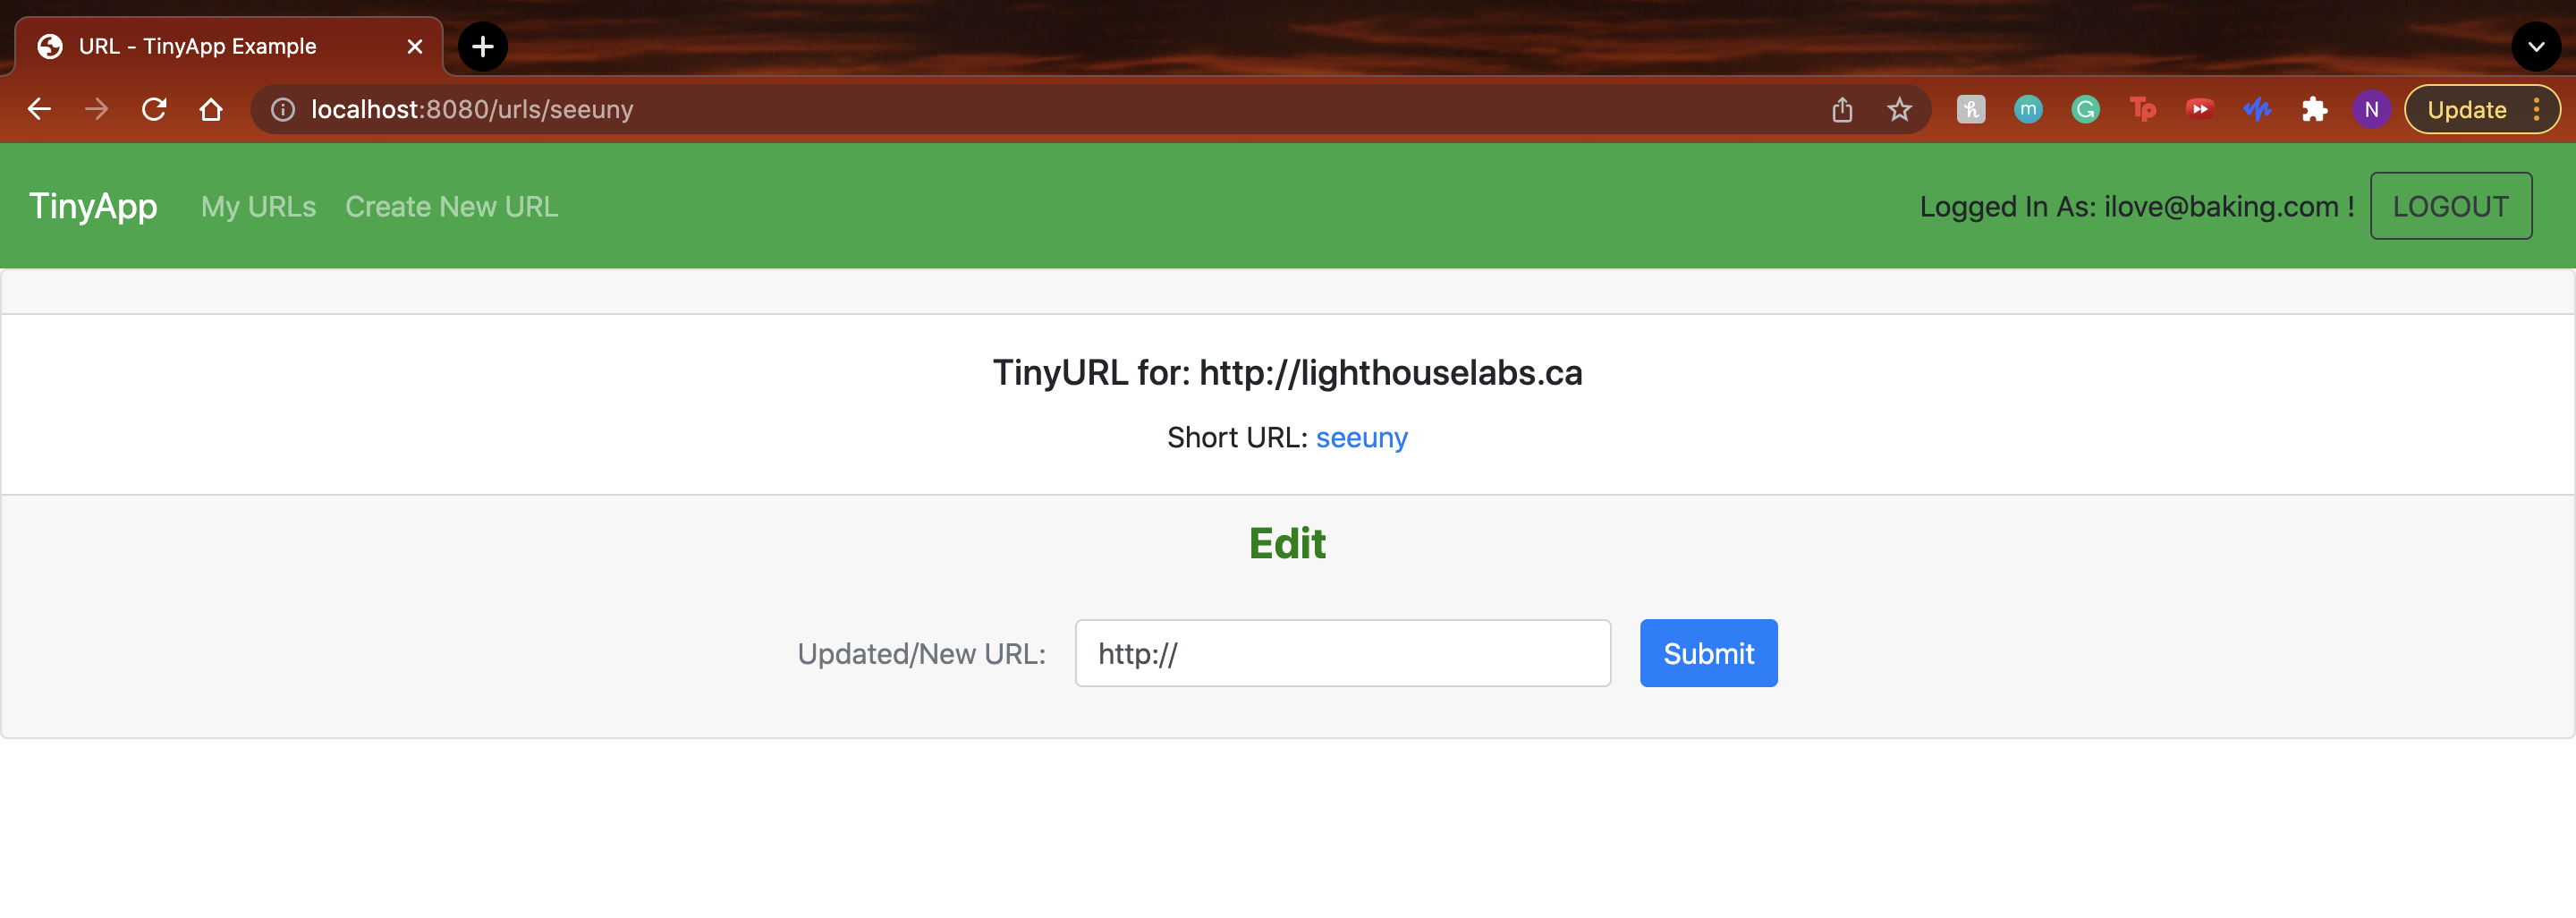 URL - TinyApp Example
localhost:8080/urls/seeuny
m
G
Tp
N
Update
TinyApp My URLs Create New URL Logged In As: ilove@baking.com ! LOGOUT
TinyURL for: http://lighthouselabs.ca
Short URL: seeuny
Edit
Updated/New URL: http:// Submit